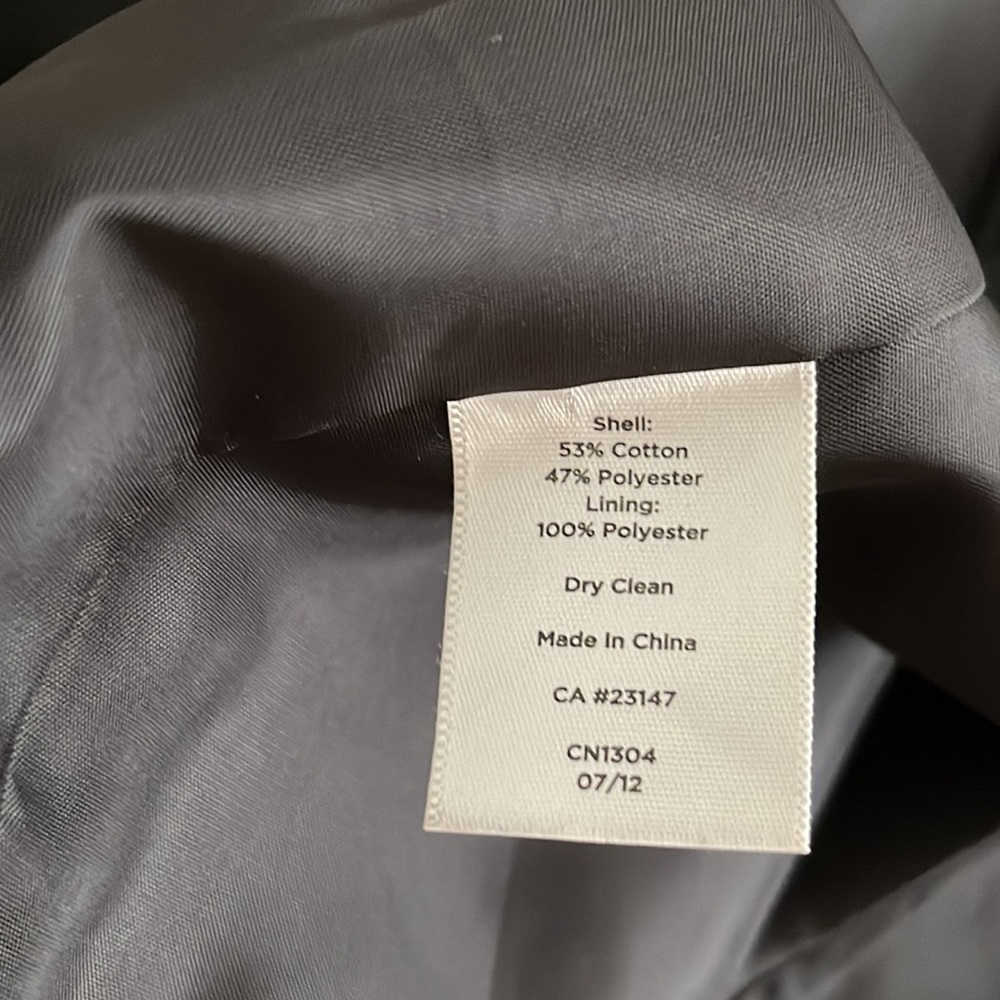 Shell:
53% Cotton
47% Polyester
Lining:
100% Polyester
Dry Clean
Made In China
CA #23147
CN1304
07/12